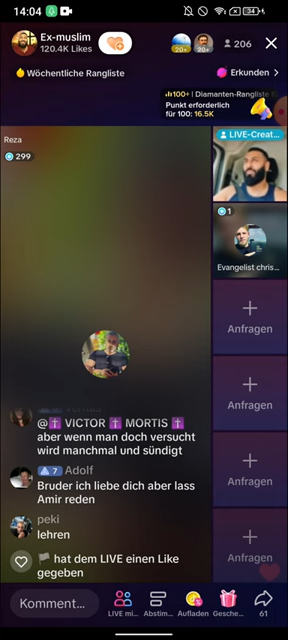 14:04
34
Ex-muslim
120.4K Likes
20+
20+
206
Wöchentliche Rangliste
Erkunden >
100+ | Diamanten-Rangliste
Punkt erforderlich
für 100: 16.5K
Reza
299
LIVE-Creat...
1
Evangelist chris...
Anfragen
Anfragen
Anfragen
Anfragen
@✝️ VICTOR ✝️ MORTIS ✝️
aber wenn man doch versucht
wird manchmal und sündigt
7 Adolf
Bruder ich liebe dich aber lass
Amir reden
peki
lehren
hat dem LIVE einen Like
gegeben
Komment...
LIVE mi...
Abstim...
Aufladen
Gesche...
61